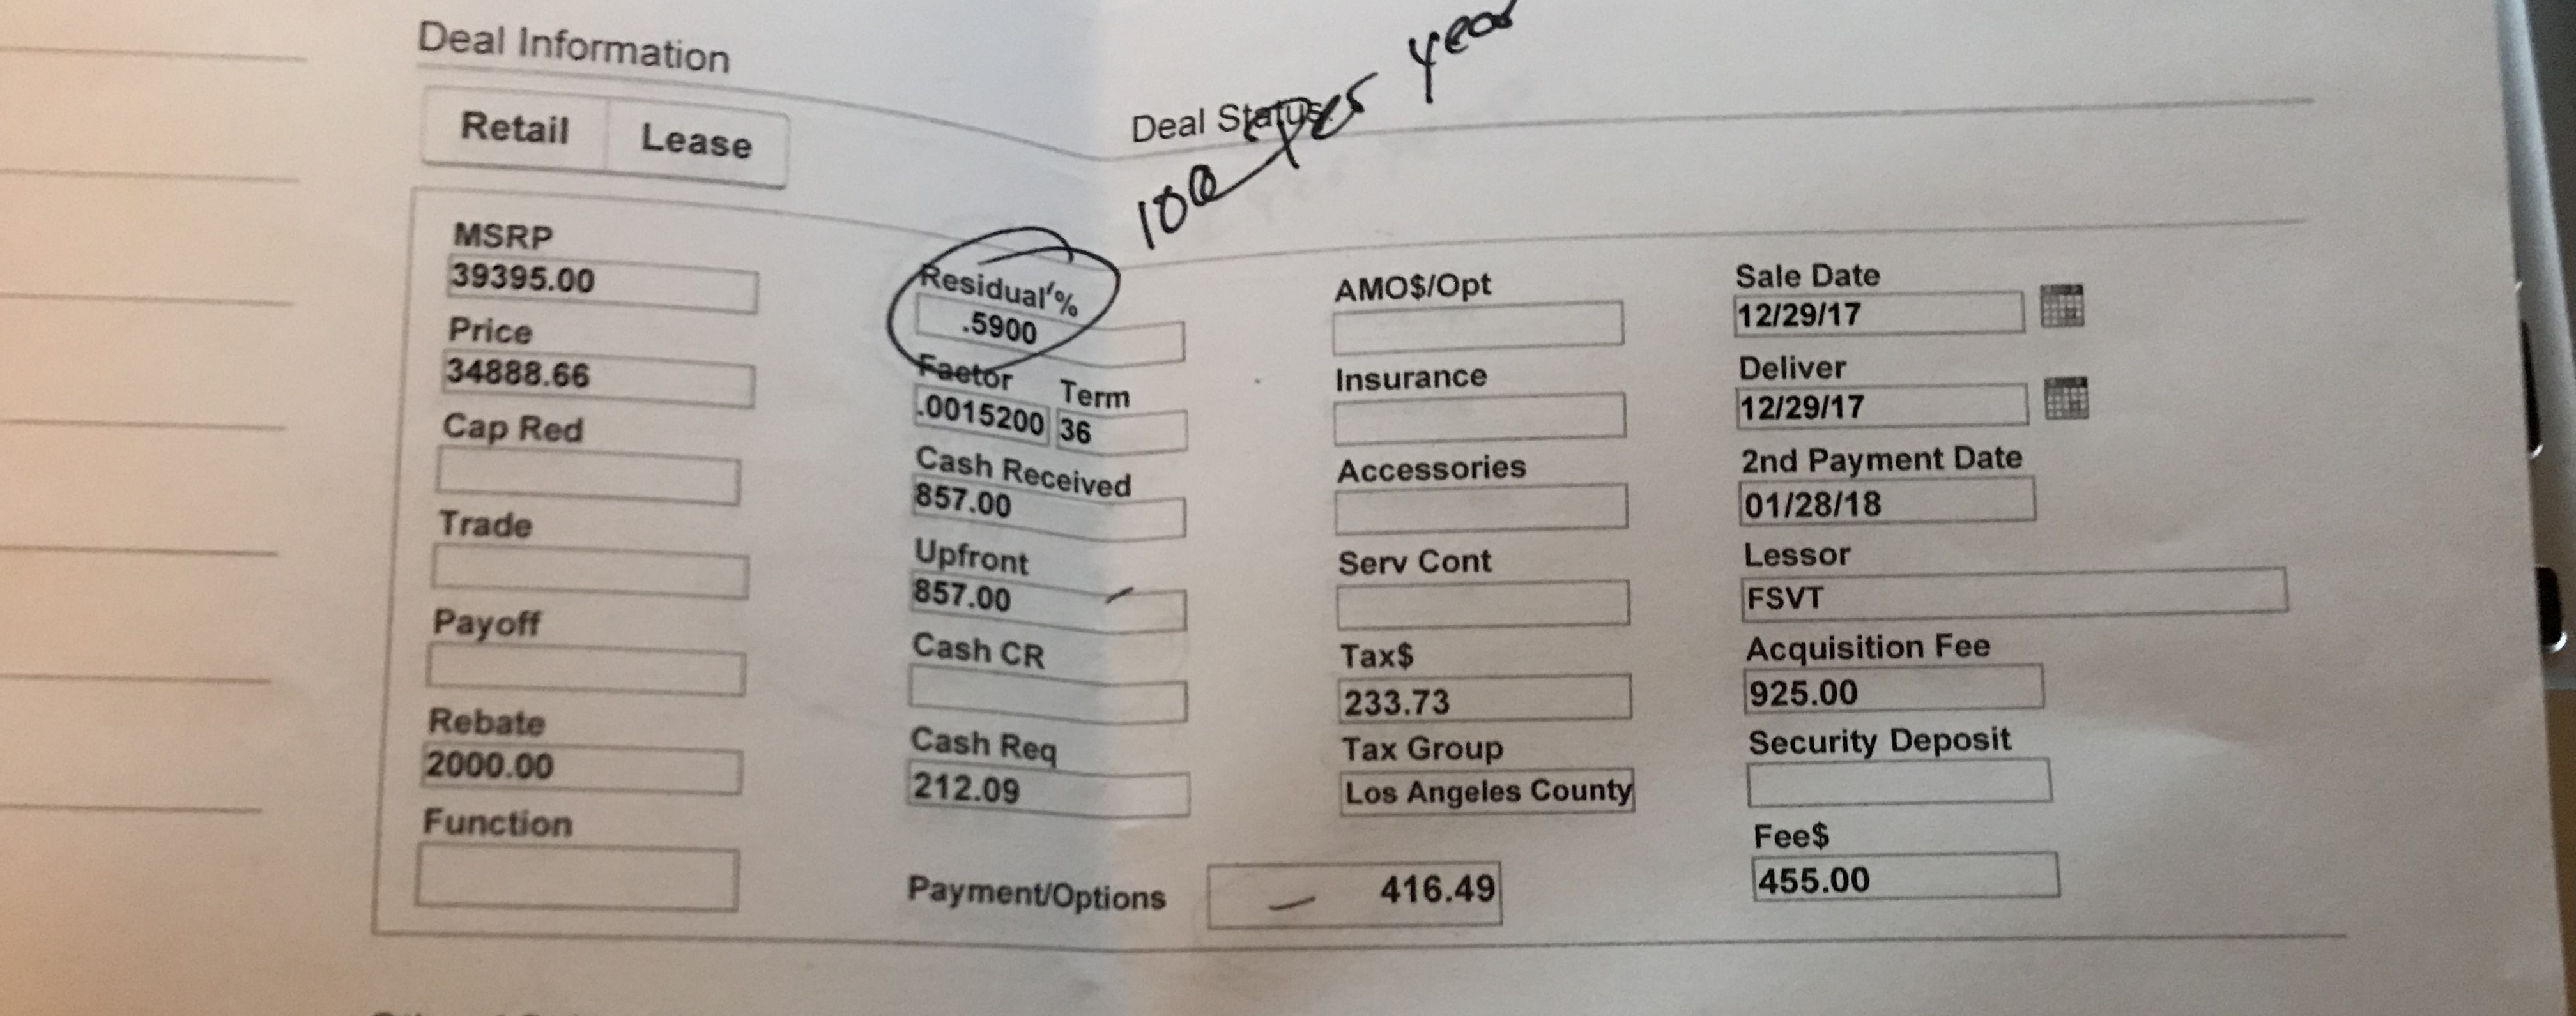 Deal Information
Retail Lease
Deal Status:
per year
MSRP
39395.00
Price
34888.66
Cap Red
Trade
Payoff
Rebate
2000.00
Function
Residual/%
.5900
Factor Term
.0015200 36
Cash Received
857.00
Upfront
857.00
Cash CR
Cash Req
212.09
Payment/Options 416.49
AMO$/Opt
Insurance
Accessories
Serv Cont
Tax$
233.73
Tax Group
Los Angeles County
Sale Date
12/29/17
Deliver
12/29/17
2nd Payment Date
01/28/18
Lessor
FSVT
Acquisition Fee
925.00
Security Deposit
Fee$
455.00